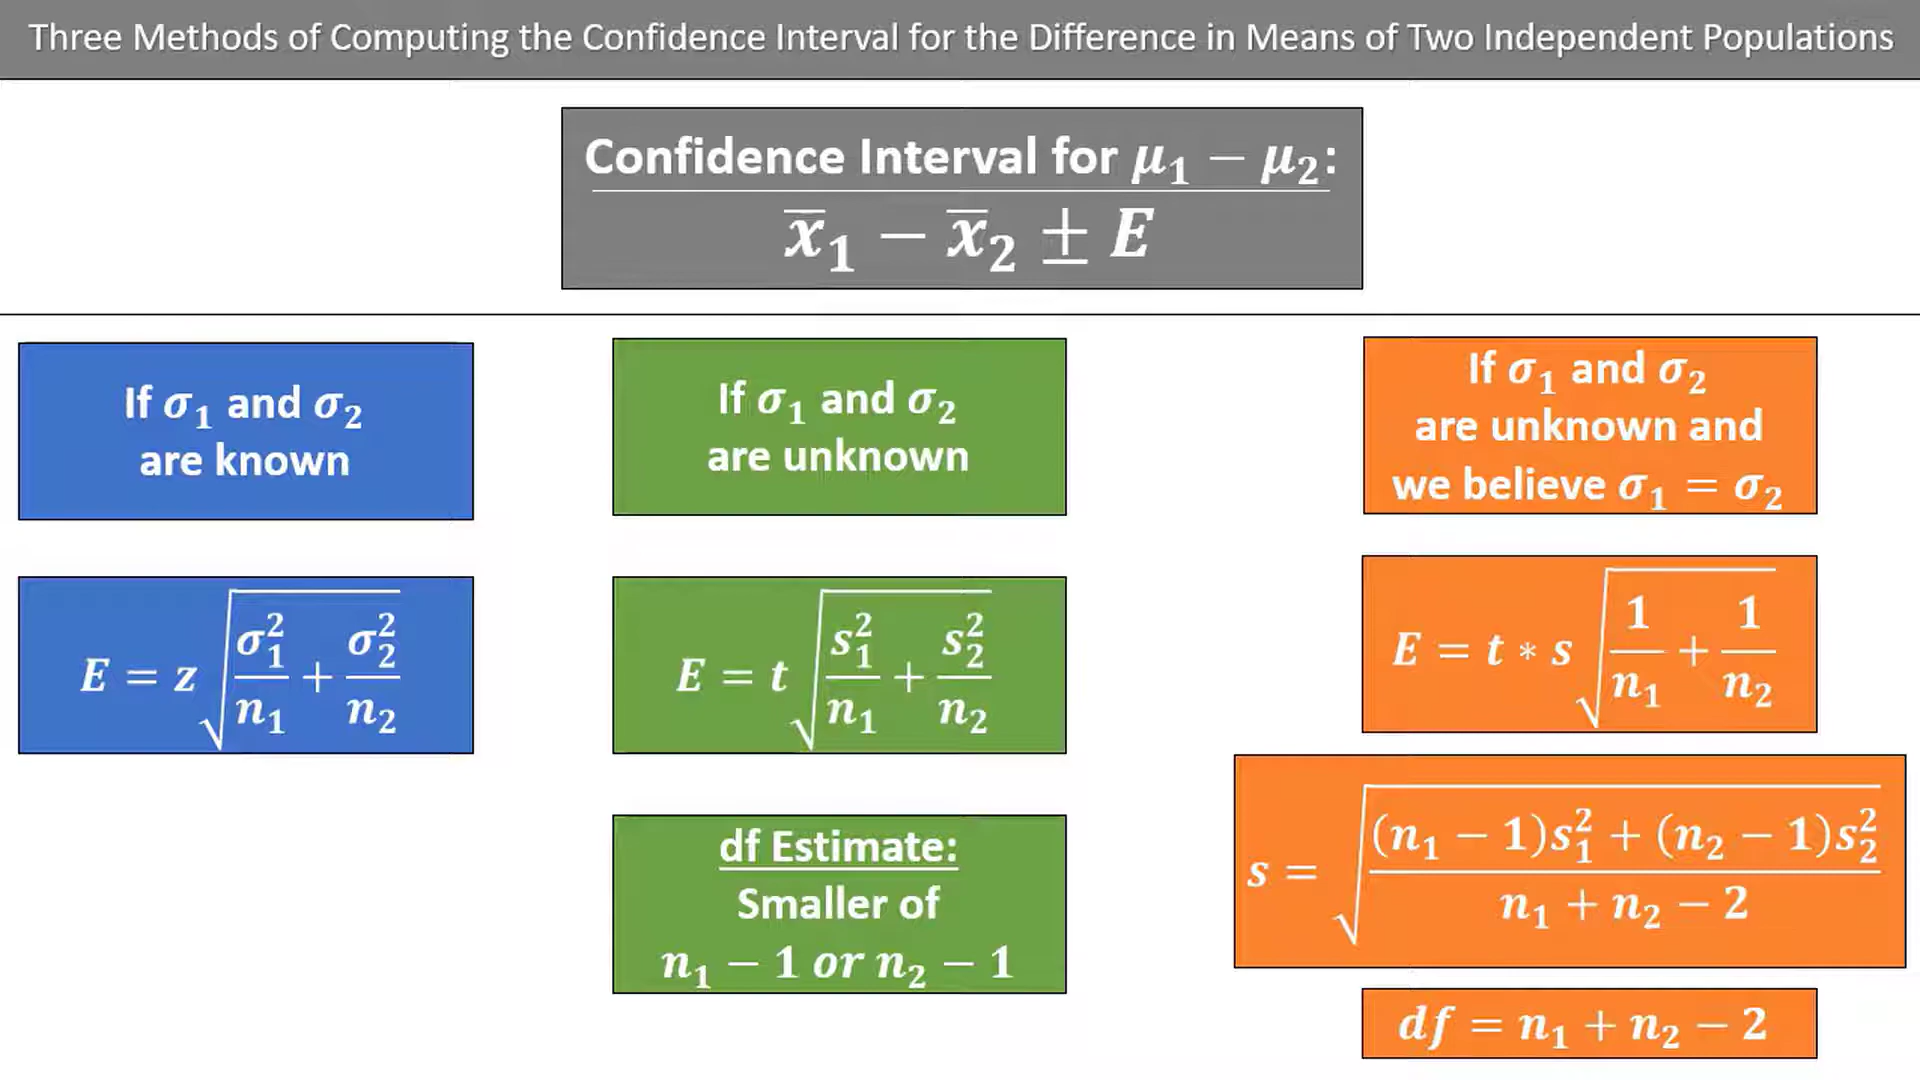 Three Methods of Computing the Confidence Interval for the Difference in Means of Two Independent Populations
Confidence Interval for μ₁ − μ₂:
x̅₁ − x̅₂ ± E
If σ₁ and σ₂
are known
E = z √(σ₁²/n₁ + σ₂²/n₂)
If σ₁ and σ₂
are unknown
E = t √(s₁²/n₁ + s₂²/n₂)
df Estimate:
Smaller of
n₁ − 1 or n₂ − 1
If σ₁ and σ₂
are unknown and
we believe σ₁ = σ₂
E = t * s √(1/n₁ + 1/n₂)
s = √(((n₁ − 1)s₁² + (n₂ − 1)s₂²)/(n₁ + n₂ − 2))
df = n₁ + n₂ − 2